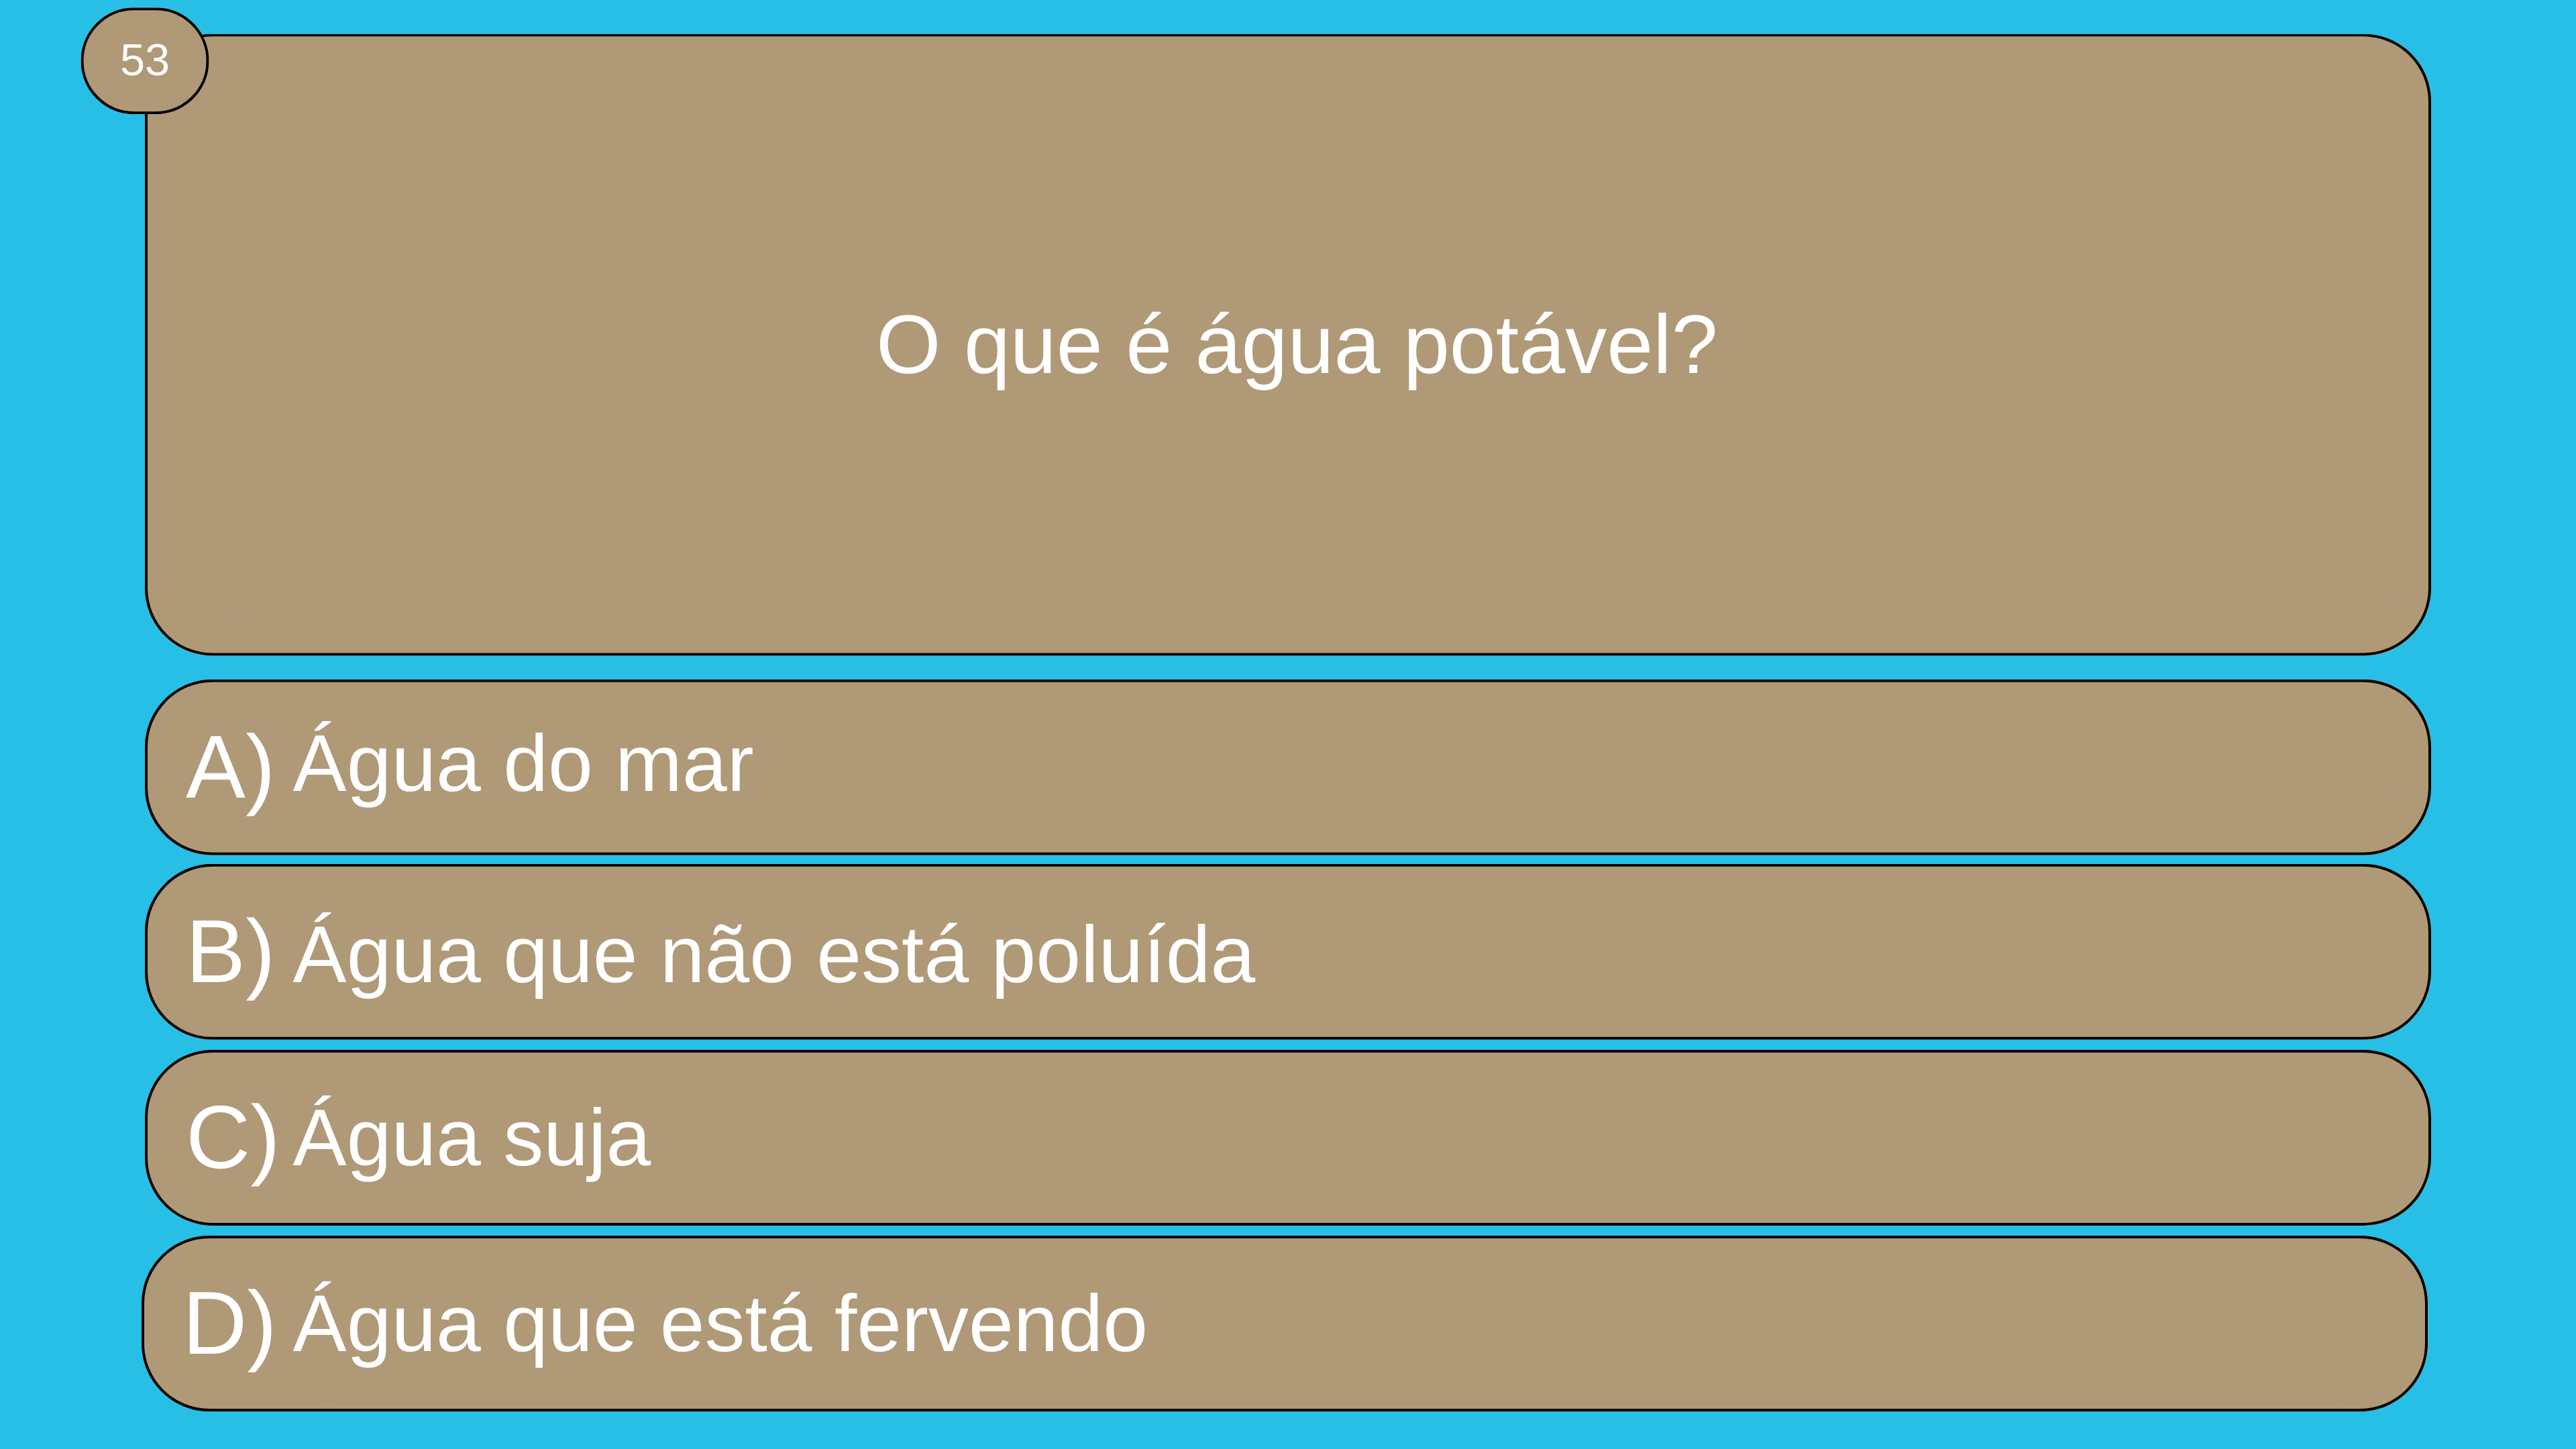 53
O que é água potável?
A) Água do mar
B) Água que não está poluída
C) Água suja
D) Água que está fervendo